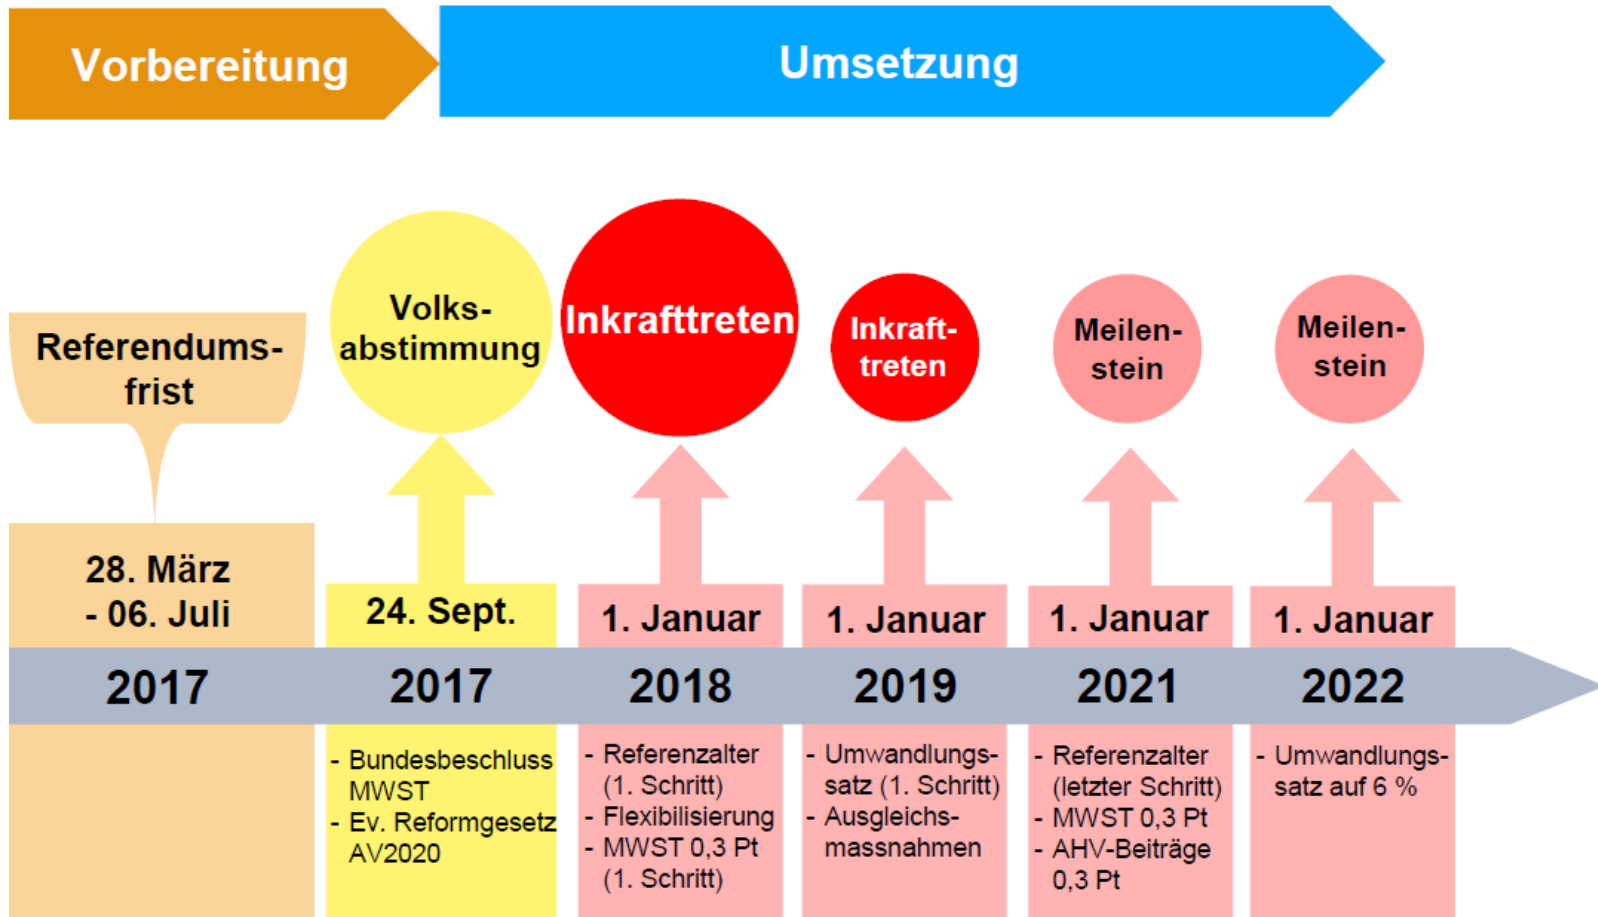 Vorbereitung
Umsetzung
Referendums-
frist
Volks-
abstimmung
Inkrafttreten
Inkraft-
treten
Meilen-
stein
Meilen-
stein
28. März
- 06. Juli
24. Sept.
1. Januar
1. Januar
1. Januar
1. Januar
2017
2017
2018
2019
2021
2022
- Bundesbeschluss
MWST
- Ev. Reformgesetz
AV2020
- Referenzalter
(1. Schritt)
- Flexibilisierung
- MWST 0,3 Pt
(1. Schritt)
- Umwandlungs-
satz (1. Schritt)
- Ausgleichs-
massnahmen
- Referenzalter
(letzter Schritt)
- MWST 0,3 Pt
- AHV-Beiträge
0,3 Pt
- Umwandlungs-
satz auf 6 %